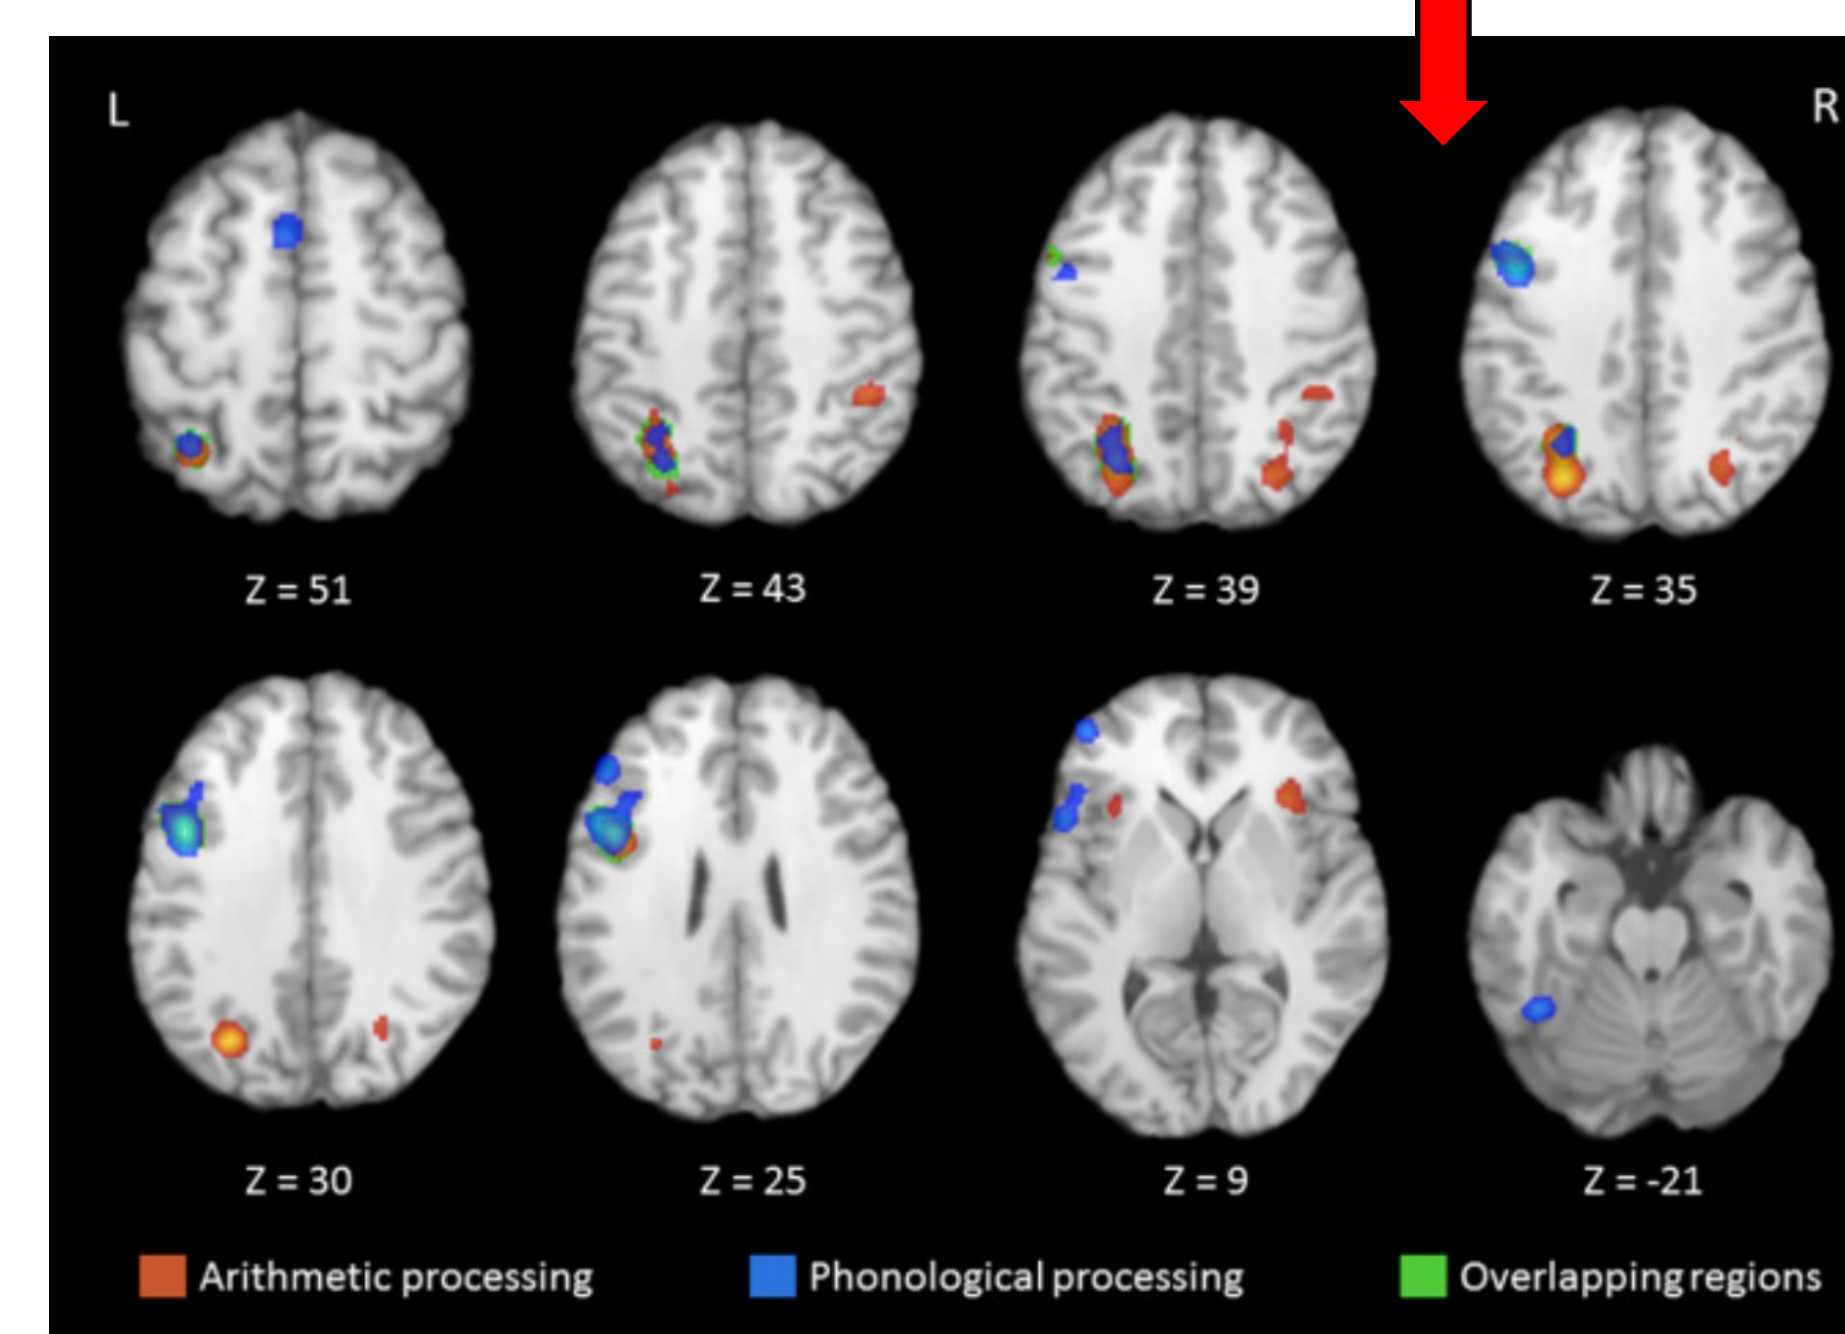 L R
Z = 51 Z = 43 Z = 39 Z = 35
Z = 30 Z = 25 Z = 9 Z = -21
Arithmetic processing Phonological processing Overlapping regions